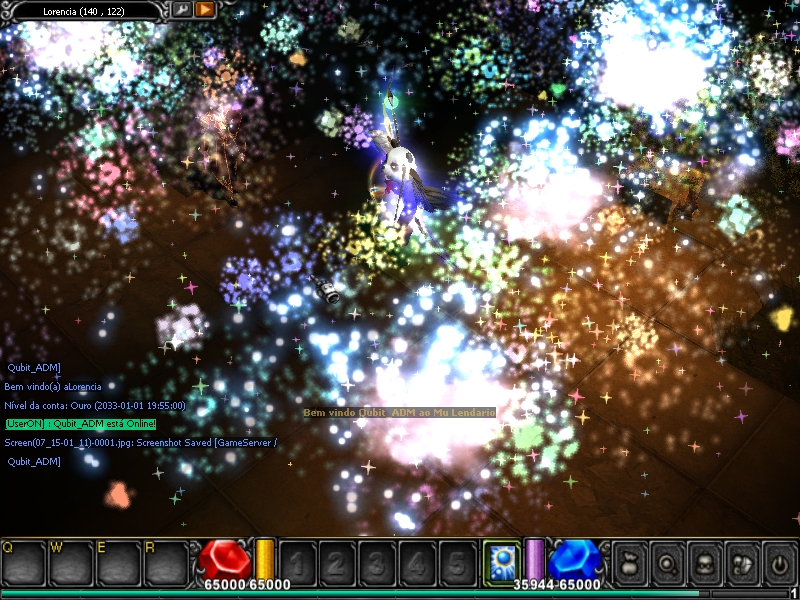 Lorencia (140 , 122)
Qubit_ADM]
Bem vindo(a) aLorencia
Nível da conta: Ouro (2033-01-01 19:55:00)
Bem vindo Qubit_ADM ao Mu Lendario
[UserON] : Qubit_ADM está Online!
Screen(07_15-01_11)-0001.jpg: Screenshot Saved [GameServer /
Qubit_ADM]
Q W E R
1 2 3 4 5
65000 65000
35944 65000
1